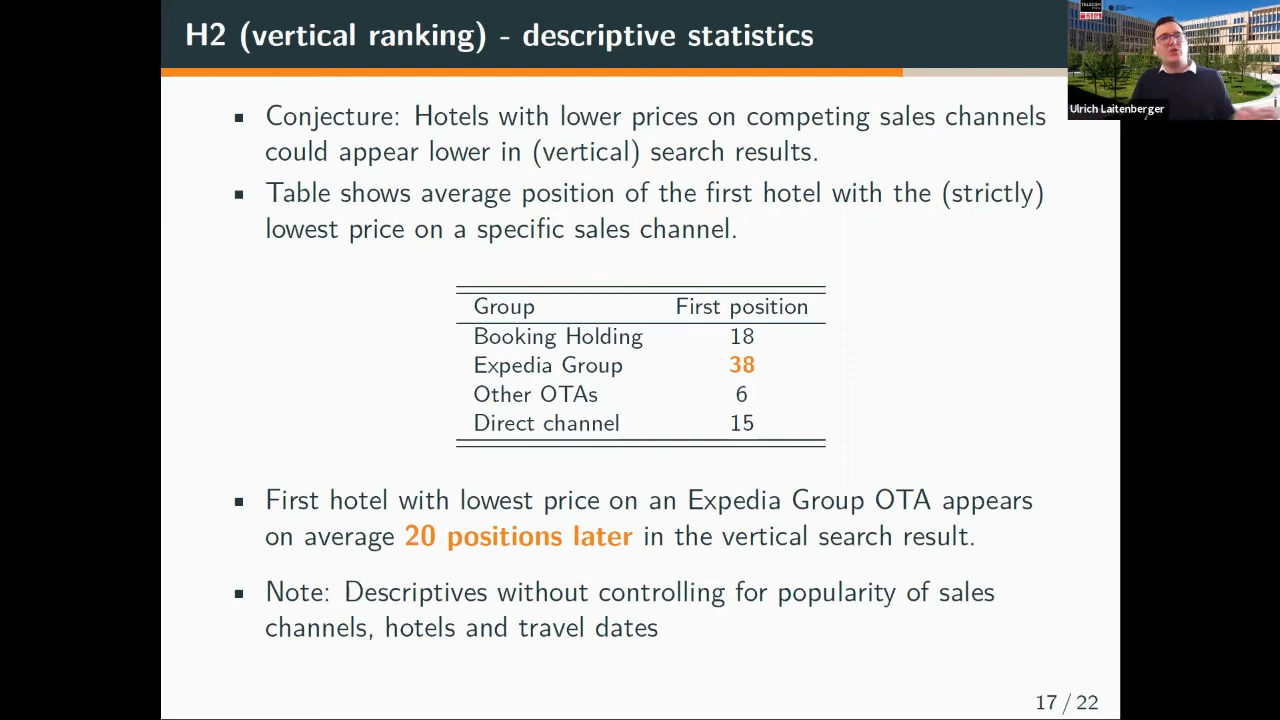 H2 (vertical ranking) - descriptive statistics
Ulrich Laitenberger
▪ Conjecture: Hotels with lower prices on competing sales channels
could appear lower in (vertical) search results.
▪ Table shows average position of the first hotel with the (strictly)
lowest price on a specific sales channel.
Group First position
Booking Holding 18
Expedia Group 38
Other OTAs 6
Direct channel 15
▪ First hotel with lowest price on an Expedia Group OTA appears
on average 20 positions later in the vertical search result.
▪ Note: Descriptives without controlling for popularity of sales
channels, hotels and travel dates
17 / 22